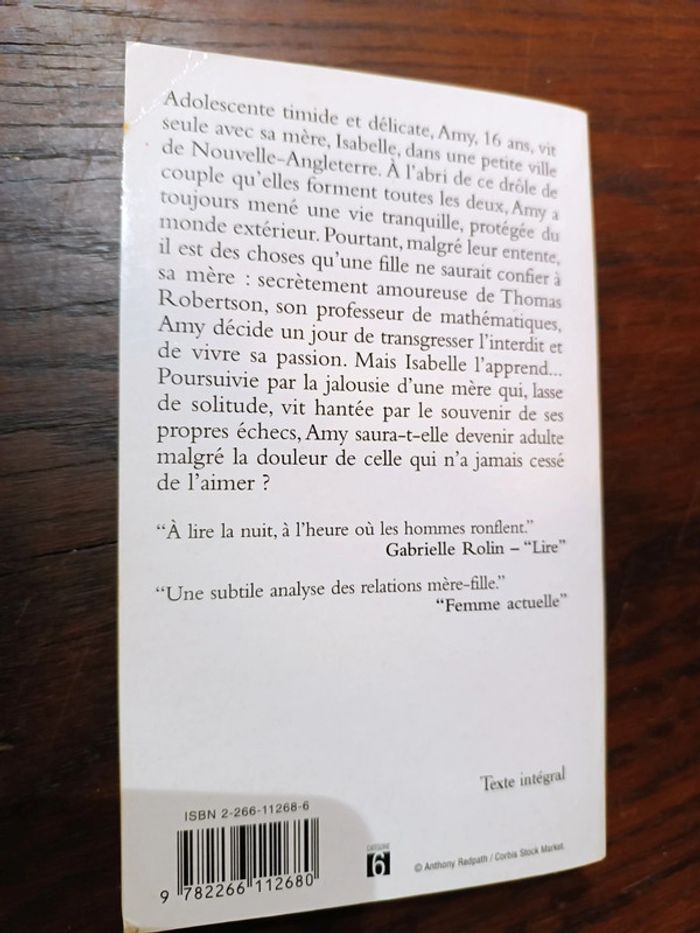 Adolescente timide et délicate, Amy, 16 ans, vit
seule avec sa mère, Isabelle, dans une petite ville
de Nouvelle-Angleterre. À l'abri de ce drôle de
couple qu'elles forment toutes les deux, Amy a
toujours mené une vie tranquille, protégée du
monde extérieur. Pourtant, malgré leur entente,
il est des choses qu'une fille ne saurait confier à
sa mère : secrètement amoureuse de Thomas
Robertson, son professeur de mathématiques,
Amy décide un jour de transgresser l'interdit et
de vivre sa passion. Mais Isabelle l'apprend...
Poursuivie par la jalousie d'une mère qui, lasse
de solitude, vit hantée par le souvenir de ses
propres échecs, Amy saura-t-elle devenir adulte
malgré la douleur de celle qui n'a jamais cessé
de l'aimer ?
“À lire la nuit, à l'heure où les hommes ronflent.”
Gabrielle Rolin – “Lire”
“Une subtile analyse des relations mère-fille.”
“Femme actuelle”
Texte intégral
ISBN 2-266-11268-6
9 782266 112680
CATÉGORIE
6
© Anthony Redpath / Corbis Stock Market.